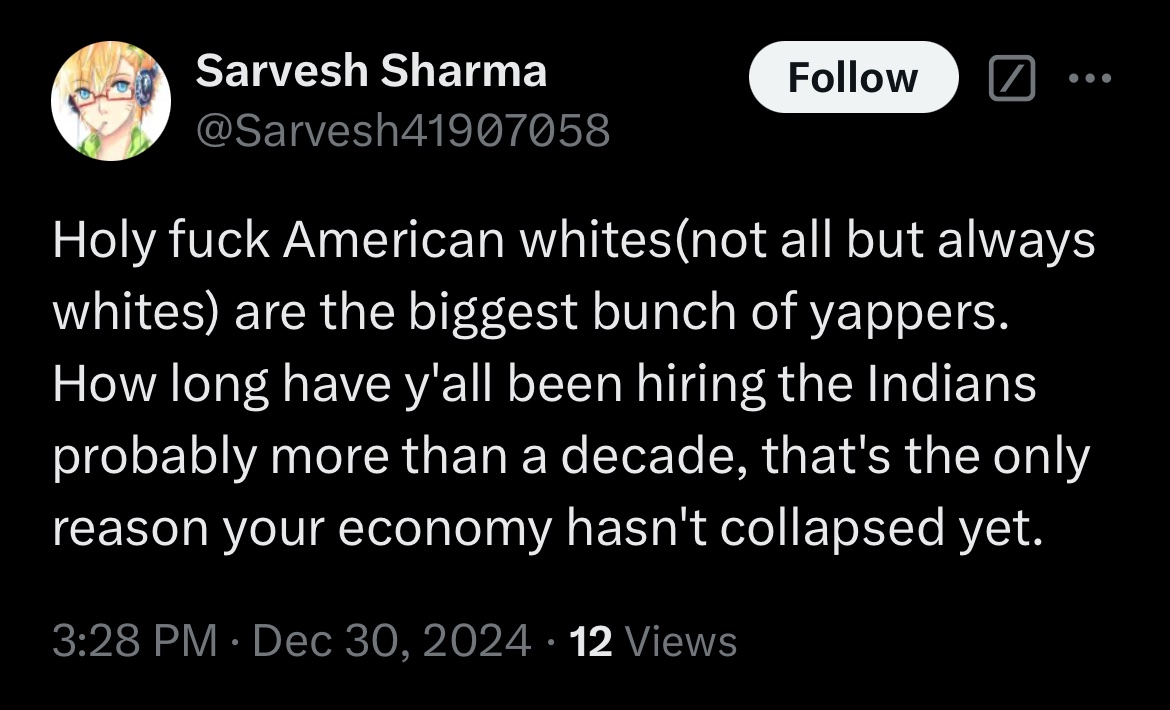 Sarvesh Sharma
Follow
@Sarvesh41907058
Holy fuck American whites(not all but always
whites) are the biggest bunch of yappers.
How long have y'all been hiring the Indians
probably more than a decade, that's the only
reason your economy hasn't collapsed yet.
3:28 PM · Dec 30, 2024 · 12 Views